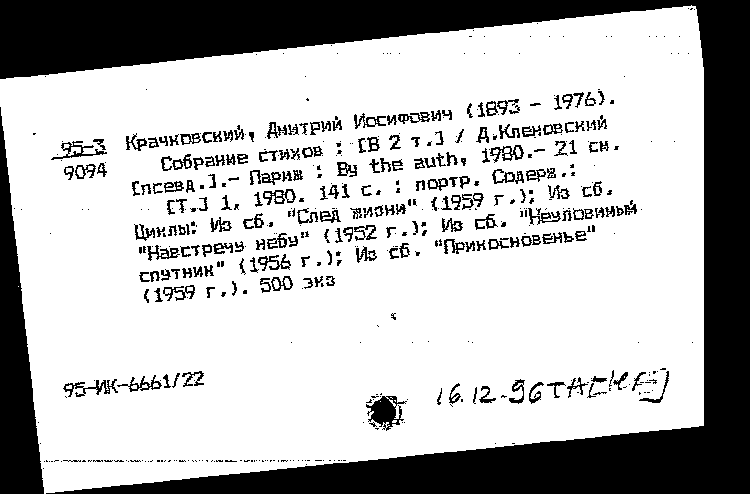 95-3
9094
Крачковский, Дмитрий Иосифович (1893 - 1976).
Собрание стихов : [В 2 т.] / Д.Кленовский
[псевд.].- Париж : By the auth, 1980.- 21 см.
[Т.] 1, 1980. 141 с. : портр. Содерж.:
Циклы: Из сб. "След жизни" (1959 г.); Из сб.
"Навстречу небу" (1952 г.); Из сб. "Неуловимый
спутник" (1956 г.); Из сб. "Прикосновенье"
(1959 г.). 500 экз
95-ИК-6661/22
16.12.96